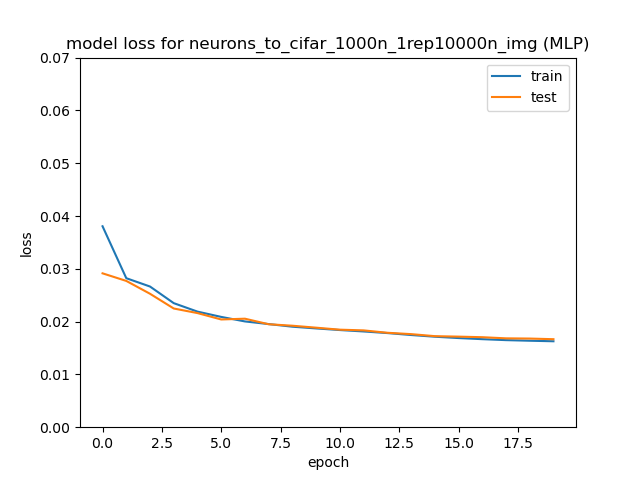 model loss for neurons_to_cifar_1000n_1rep10000n_img (MLP)
0.07
0.06
0.05
0.04
0.03
0.02
0.01
0.00
loss
train
test
0.0 2.5 5.0 7.5 10.0 12.5 15.0 17.5
epoch